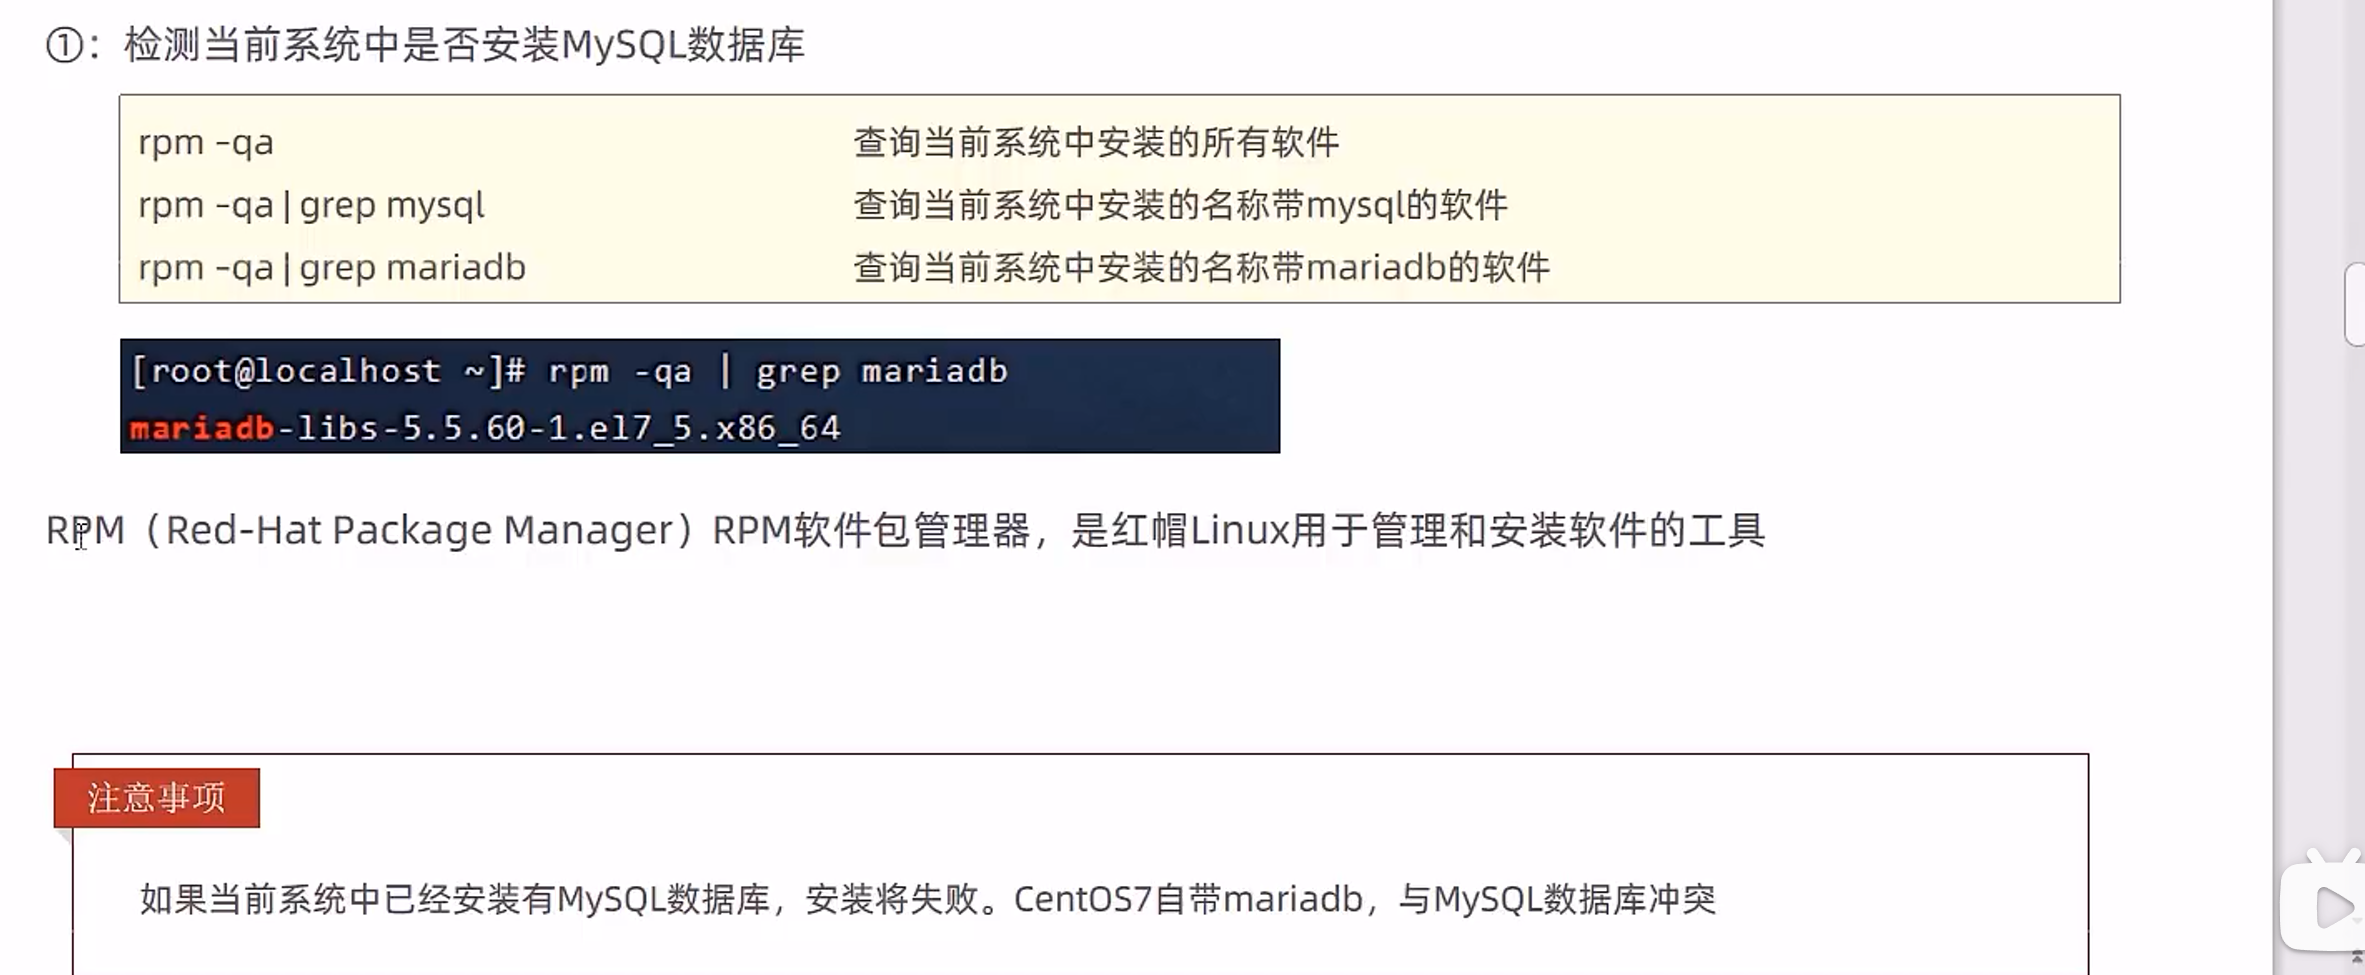 ①：检测当前系统中是否安装MySQL数据库
rpm -qa 查询当前系统中安装的所有软件
rpm -qa | grep mysql 查询当前系统中安装的名称带mysql的软件
rpm -qa | grep mariadb 查询当前系统中安装的名称带mariadb的软件
[root@localhost ~]# rpm -qa | grep mariadb
mariadb-libs-5.5.60-1.el7_5.x86_64
RPM（Red-Hat Package Manager）RPM软件包管理器，是红帽Linux用于管理和安装软件的工具
注意事项
如果当前系统中已经安装有MySQL数据库，安装将失败。CentOS7自带mariadb，与MySQL数据库冲突